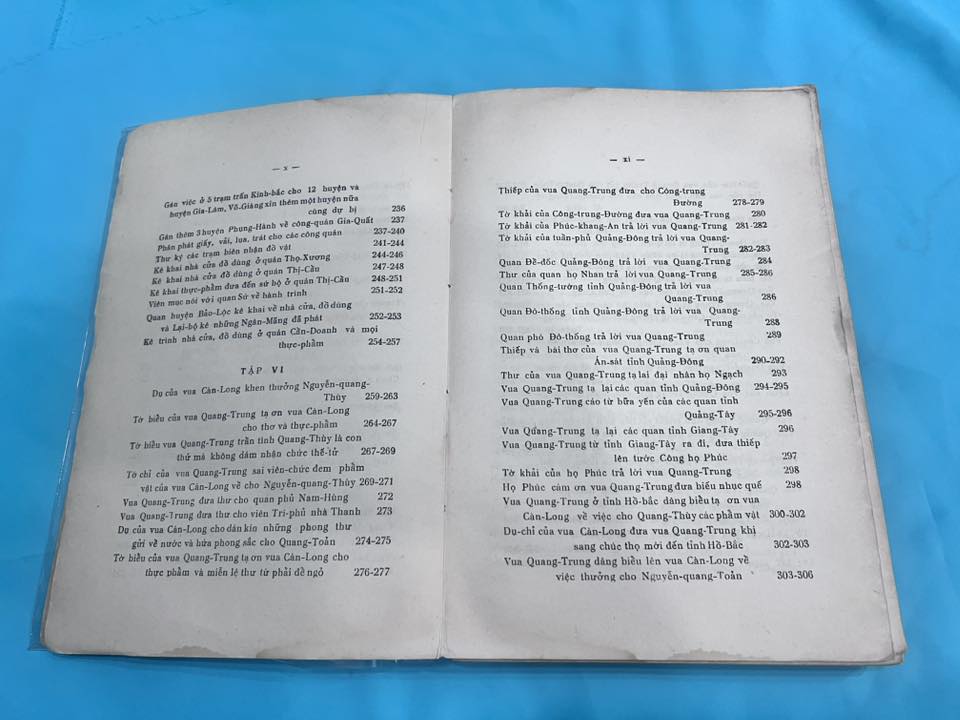 — x —
Gán việc ở 5 trạm trấn Kinh-bắc cho 12 huyện và
huyện Gia-Lâm, Võ-Giàng xin thêm một huyện nữa
cùng dự bị 236
Gán thêm 3 huyện Phụng-Hành về công-quán Gia-Quất 237
Phân phát giấy, vải, lụa, trát cho các công quán 237-240
Thư ký các trạm biên nhận đồ vật 241-244
Kê khai nhà cửa đồ dùng ở quán Thọ-Xương 244-246
Kê khai nhà cửa đồ dùng ở quán Thị-Cầu 247-248
Kê khai thực-phẩm đưa đến sứ bộ ở quán Thị-Cầu 248-251
Viên mục nói với quan Sứ về hành trình 251-252
Quan huyện Bảo-Lộc kê khai về nhà cửa, đồ dùng
và Lại-bộ kê những Ngân-Mãng đã phát 252-253
Kê trình nhà cửa, đồ dùng ở quán Cần-Doanh và mọi
thực-phẩm 254-257
TẬP VI
Dụ của vua Càn-Long khen thưởng Nguyễn-quang-
Thùy 259-263
Tờ biểu của vua Quang-Trung tạ ơn vua Càn-Long
cho thơ và thực-phẩm 264-267
Tờ biểu vua Quang-Trung trần tình Quang-Thùy là con
thứ mà không dám nhận chức thế-tử 267-269
Tờ chỉ của vua Quang-Trung sai viên-chức đem phẩm
vật của vua Càn-Long về cho Nguyễn-quang-Thùy 269-271
Vua Quang-Trung đưa thư cho quan phủ Nam-Hùng 272
Vua Quang-Trung đưa thư cho viên Tri-phủ nhà Thanh 273
Dụ của vua Càn-Long cho dán kín những phong thư
gửi về nước và hứa phong sắc cho Quang-Toản 274-275
Tờ biểu của vua Quang-Trung tạ ơn vua Càn-Long cho
thực-phẩm và miễn lệ thư từ phải để ngỏ 276-277
— xi —
Thiếp của vua Quang-Trung đưa cho Công-trung
Đường 278-279
Tờ khải của Công-trung-Đường đưa vua Quang-Trung 280
Tờ khải của Phúc-khang-An trả lời vua Quang-Trung 281-282
Tờ khải của tuần-phủ Quảng-Đông trả lời vua Quang-
Trung 282-283
Quan Đề-đốc Quảng-Đông trả lời vua Quang-Trung 284
Thư của quan họ Nhan trả lời vua Quang-Trung 285-286
Quan Thống-tướng tỉnh Quảng-Đông trả lời vua
Quang-Trung 286
Quan Đô-thống tỉnh Quảng-Đông trả lời vua Quang-
Trung 288
Quan phó Đô-thống trả lời vua Quang-Trung 289
Thiếp và bài thơ của vua Quang-Trung tạ ơn quan
Án-sát tỉnh Quảng-Đông 290-292
Thư của vua Quang-Trung tạ lại đại nhân họ Ngạch 293
Vua Quang-Trung tạ lại các quan tỉnh Quảng-Đông 294-295
Vua Quang-Trung cáo từ bữa yến của các quan tỉnh
Quảng-Tây 295-296
Vua Quang-Trung tạ lại các quan tỉnh Giang-Tây 296
Vua Quang-Trung từ tỉnh Giang-Tây ra đi, đưa thiếp
lên tước Công họ Phúc 297
Tờ khải của họ Phúc trả lời vua Quang-Trung 298
Họ Phúc cám ơn vua Quang-Trung đưa biếu nhục quế 298
Vua Quang-Trung ở tỉnh Hồ-bắc dâng biểu tạ ơn vua
Càn-Long về việc cho Quang-Thùy các phẩm vật 300-302
Dụ-chỉ của vua Càn-Long đưa vua Quang-Trung khi
sang chúc thọ mới đến tỉnh Hồ-Bắc 302-303
Vua Quang-Trung dâng biểu lên vua Càn-Long về
việc thưởng cho Nguyễn-quang-Toản 303-306